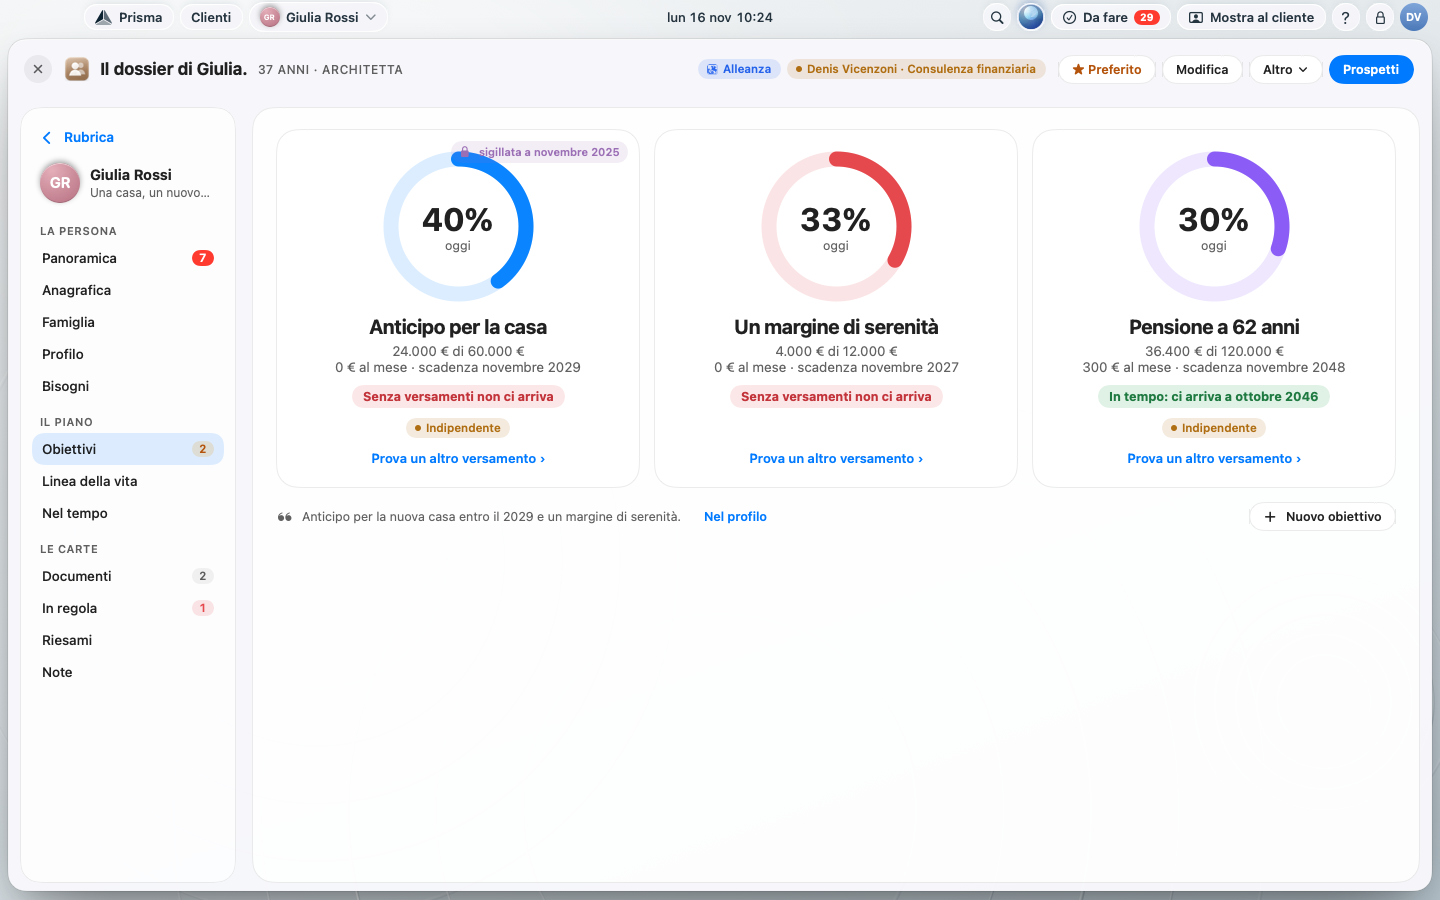 Prisma
Clienti
GR Giulia Rossi
lun 16 nov 10:24
Da fare 29
Mostra al cliente
?
DV
Il dossier di Giulia.
37 ANNI · ARCHITETTA
Alleanza
Denis Vicenzoni · Consulenza finanziaria
Preferito
Modifica
Altro
Prospetti
Rubrica
GR
Giulia Rossi
Una casa, un nuovo...
LA PERSONA
Panoramica 7
Anagrafica
Famiglia
Profilo
Bisogni
IL PIANO
Obiettivi 2
Linea della vita
Nel tempo
LE CARTE
Documenti 2
In regola 1
Riesami
Note
sigillata a novembre 2025
40%
oggi
Anticipo per la casa
24.000 € di 60.000 €
0 € al mese · scadenza novembre 2029
Senza versamenti non ci arriva
Indipendente
Prova un altro versamento ›
33%
oggi
Un margine di serenità
4.000 € di 12.000 €
0 € al mese · scadenza novembre 2027
Senza versamenti non ci arriva
Prova un altro versamento ›
30%
oggi
Pensione a 62 anni
36.400 € di 120.000 €
300 € al mese · scadenza novembre 2048
In tempo: ci arriva a ottobre 2046
Indipendente
Prova un altro versamento ›
Anticipo per la nuova casa entro il 2029 e un margine di serenità.
Nel profilo
+ Nuovo obiettivo